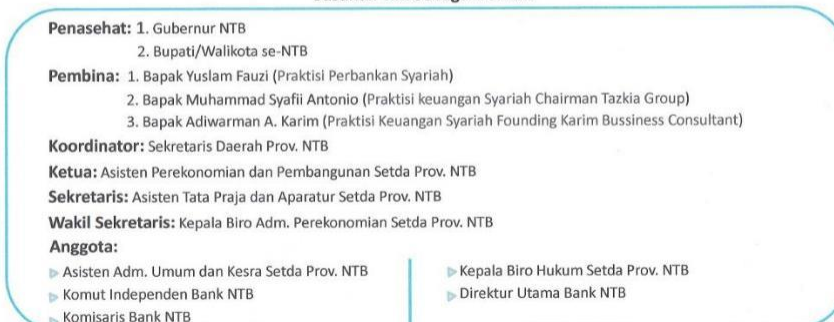 Penasehat: 1. Gubernur NTB
2. Bupati/Walikota se-NTB
Pembina: 1. Bapak Yuslam Fauzi (Praktisi Perbankan Syariah)
2. Bapak Muhammad Syafii Antonio (Praktisi keuangan Syariah Chairman Tazkia Group)
3. Bapak Adiwarman A. Karim (Praktisi Keuangan Syariah Founding Karim Bussiness Consultant)
Koordinator: Sekretaris Daerah Prov. NTB
Ketua: Asisten Perekonomian dan Pembangunan Setda Prov. NTB
Sekretaris: Asisten Tata Praja dan Aparatur Setda Prov. NTB
Wakil Sekretaris: Kepala Biro Adm. Perekonomian Setda Prov. NTB
Anggota:
Asisten Adm. Umum dan Kesra Setda Prov. NTB
Komut Independen Bank NTB
Komisaris Bank NTB
Kepala Biro Hukum Setda Prov. NTB
Direktur Utama Bank NTB